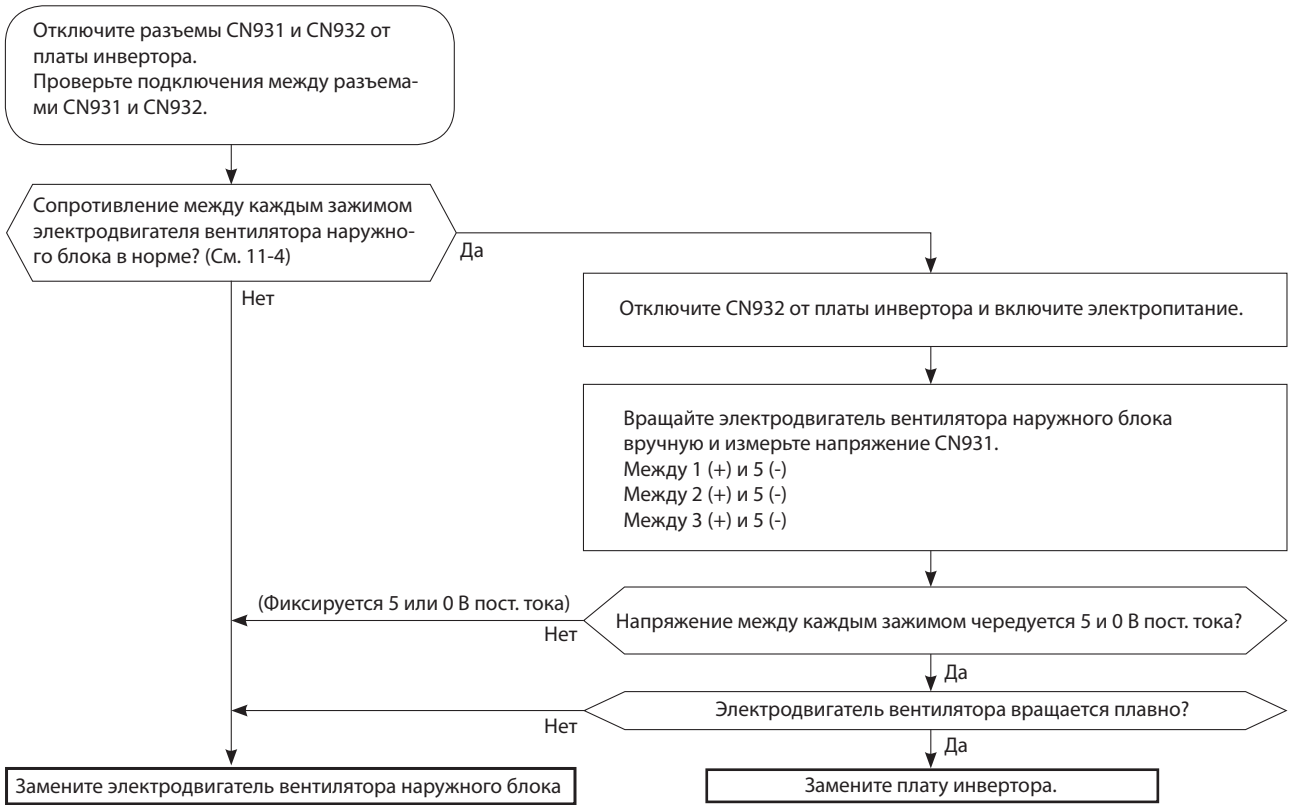 Отключите разъемы CN931 и CN932 от
платы инвертора.
Проверьте подключения между разъема-
ми CN931 и CN932.
Сопротивление между каждым зажимом
электродвигателя вентилятора наружно-
го блока в норме? (См. 11-4)
Да
Нет
Отключите CN932 от платы инвертора и включите электропитание.
Вращайте электродвигатель вентилятора наружного блока
вручную и измерьте напряжение CN931.
Между 1 (+) и 5 (-)
Между 2 (+) и 5 (-)
Между 3 (+) и 5 (-)
(Фиксируется 5 или 0 В пост. тока)
Нет
Напряжение между каждым зажимом чередуется 5 и 0 В пост. тока?
Да
Нет
Электродвигатель вентилятора вращается плавно?
Да
Замените электродвигатель вентилятора наружного блока
Замените плату инвертора.